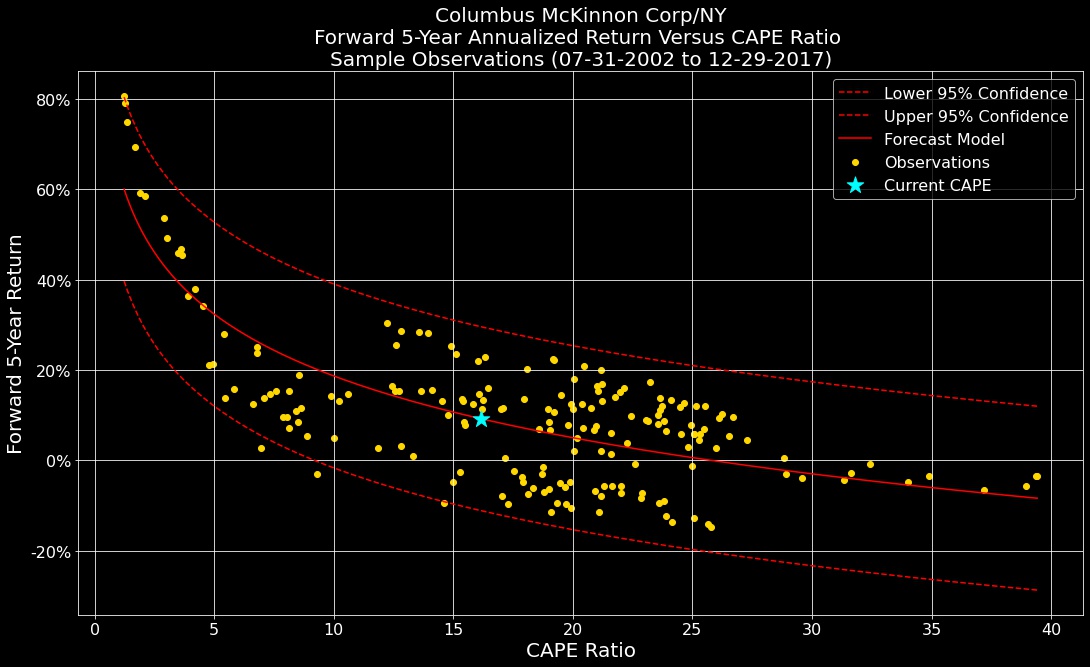 Columbus McKinnon Corp/NY
Forward 5-Year Annualized Return Versus CAPE Ratio
Sample Observations (07-31-2002 to 12-29-2017)
Lower 95% Confidence
Upper 95% Confidence
Forecast Model
Observations
Current CAPE
Forward 5-Year Return
80%
60%
40%
20%
0%
-20%
0 5 10 15 20 25 30 35 40
CAPE Ratio